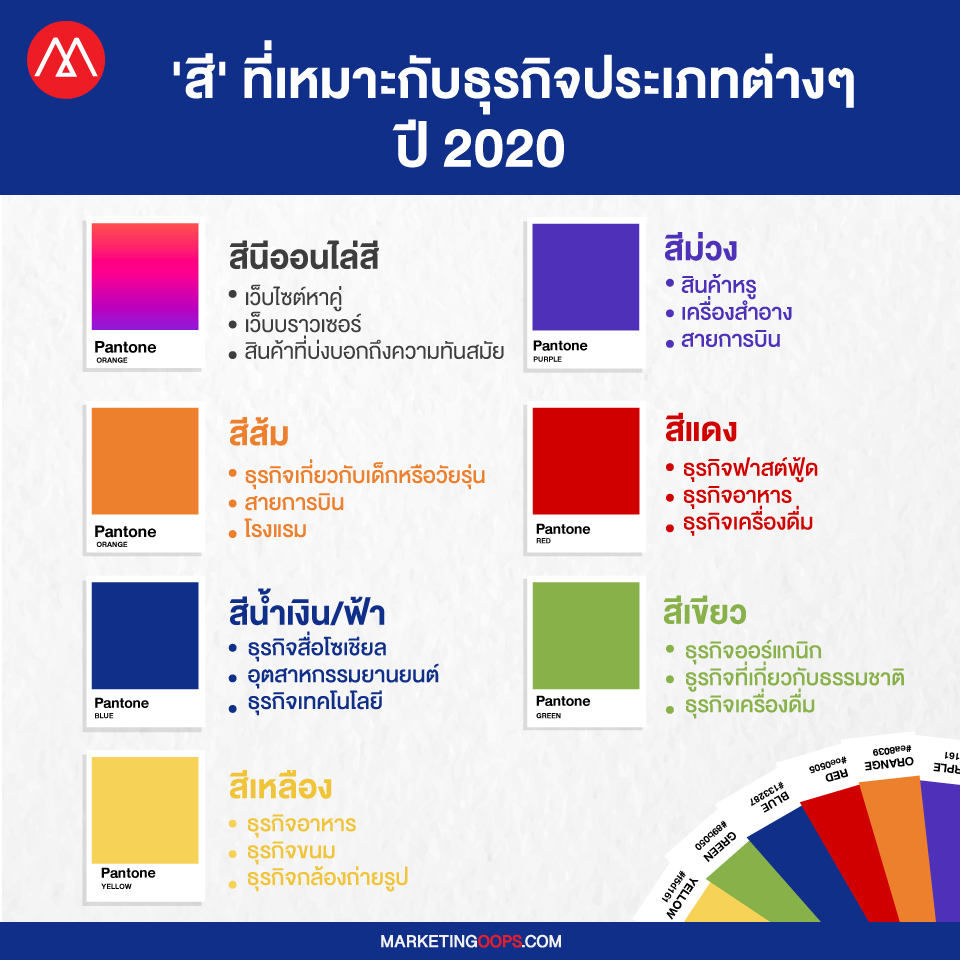 'สี' ที่เหมาะกับธุรกิจประเภทต่างๆ
ปี 2020
Pantone
ORANGE
สีนีออนไล่สี
• เว็บไซต์หาคู่
• เว็บบราวเซอร์
• สินค้าที่บ่งบอกถึงความทันสมัย
Pantone
PURPLE
สีม่วง
• สินค้าหรู
• เครื่องสำอาง
• สายการบิน
Pantone
ORANGE
สีส้ม
• ธุรกิจเกี่ยวกับเด็กหรือวัยรุ่น
• สายการบิน
• โรงแรม
Pantone
RED
สีแดง
• ธุรกิจฟาสต์ฟู้ด
• ธุรกิจอาหาร
• ธุรกิจเครื่องดื่ม
Pantone
BLUE
สีน้ำเงิน/ฟ้า
• ธุรกิจสื่อโซเชียล
• อุตสาหกรรมยานยนต์
• ธุรกิจเทคโนโลยี
Pantone
GREEN
สีเขียว
• ธุรกิจออร์แกนิก
• ธูรกิจที่เกี่ยวกับธรรมชาติ
• ธุรกิจเครื่องดื่ม
Pantone
YELLOW
สีเหลือง
• ธุรกิจอาหาร
• ธุรกิจขนม
• ธุรกิจกล้องถ่ายรูป
YELLOW
#f5d161
GREEN
#89b050
BLUE
#133287
RED
#ce0505
ORANGE
#ea8039
MARKETINGOOPS.COM